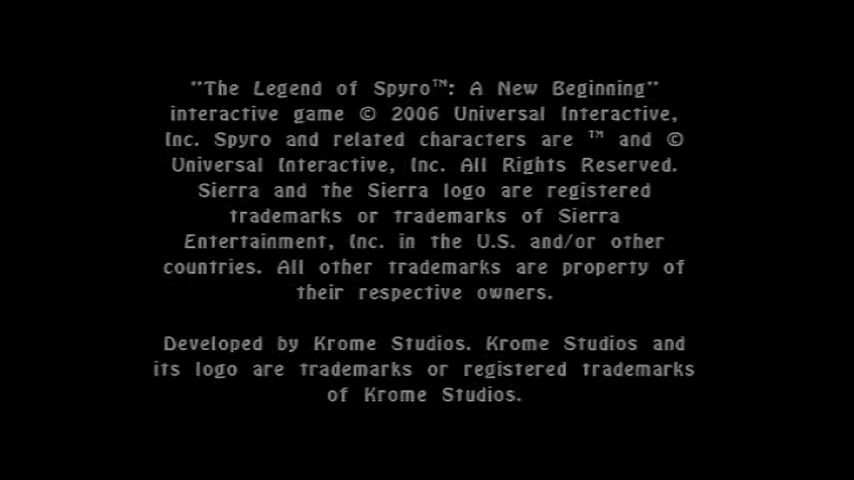 "The Legend of Spyro™: A New Beginning"
interactive game © 2006 Universal Interactive,
Inc. Spyro and related characters are ™ and ©
Universal Interactive, Inc. All Rights Reserved.
Sierra and the Sierra logo are registered
trademarks or trademarks of Sierra
Entertainment, Inc. in the U.S. and/or other
countries. All other trademarks are property of
their respective owners.
Developed by Krome Studios. Krome Studios and
its logo are trademarks or registered trademarks
of Krome Studios.